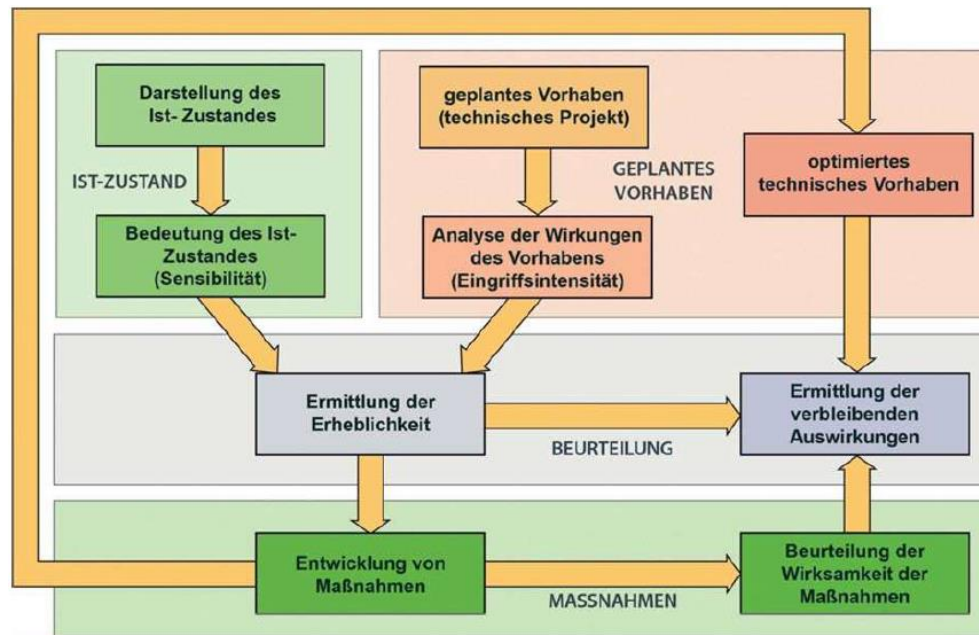 Darstellung des
Ist- Zustandes
geplantes Vorhaben
(technisches Projekt)
optimiertes
technisches Vorhaben
IST-ZUSTAND
GEPLANTES
VORHABEN
Bedeutung des Ist-
Zustandes
(Sensibilität)
Analyse der Wirkungen
des Vorhabens
(Eingriffsintensität)
Ermittlung der
Erheblichkeit
BEURTEILUNG
Ermittlung der
verbleibenden
Auswirkungen
Entwicklung von
Maßnahmen
MASSNAHMEN
Beurteilung der
Wirksamkeit der
Maßnahmen